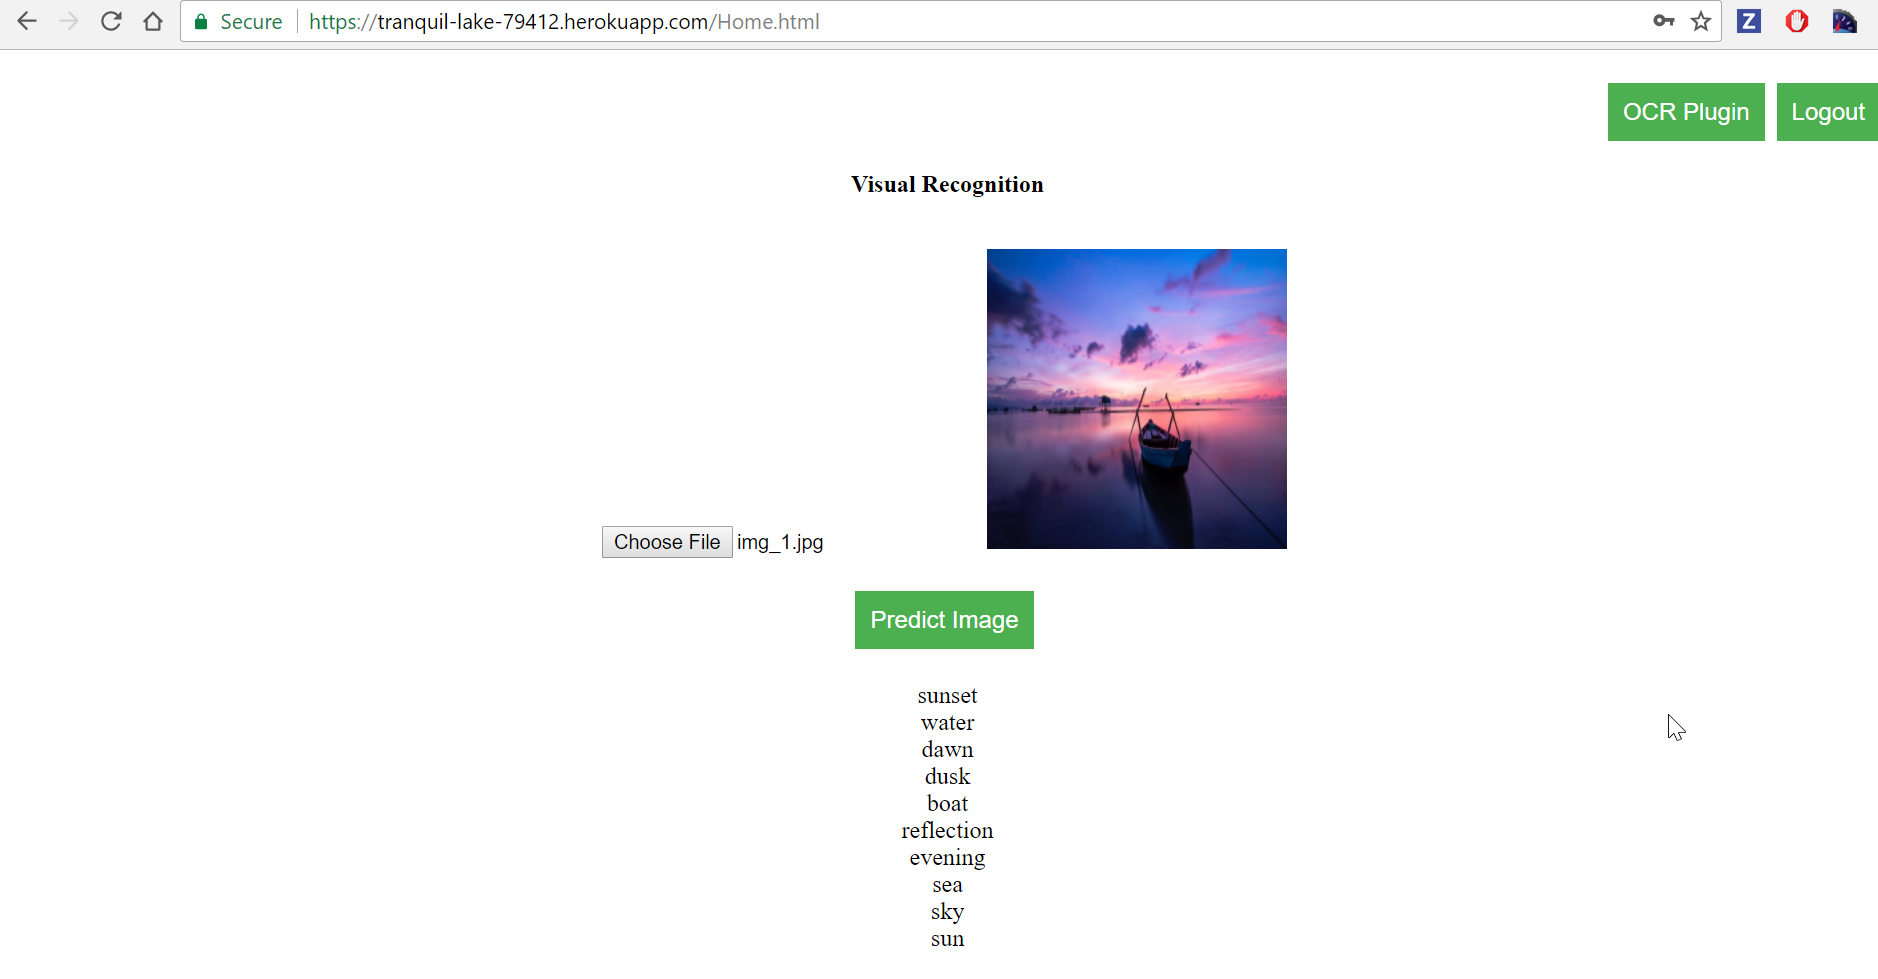 Secure https://tranquil-lake-79412.herokuapp.com/Home.html
Z
OCR Plugin Logout
Visual Recognition
Choose File img_1.jpg
Predict Image
sunset
water
dawn
dusk
boat
reflection
evening
sea
sky
sun